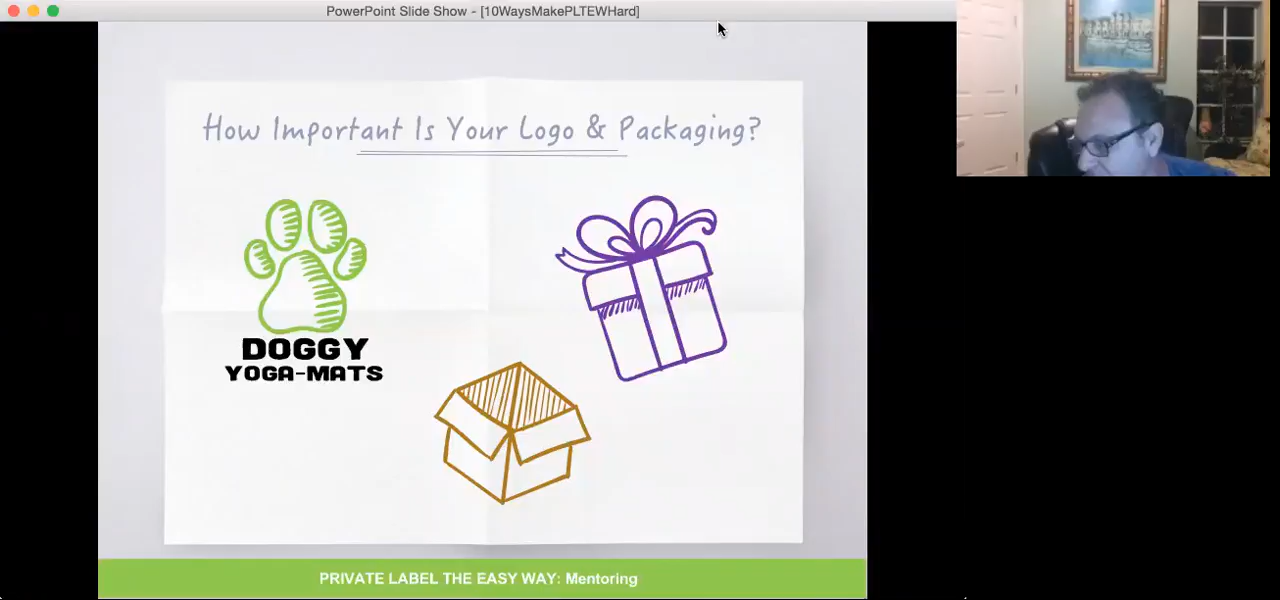 PowerPoint Slide Show - [10WaysMakePLTEWHard]
How Important Is Your Logo & Packaging?
DOGGY
YOGA-MATS
PRIVATE LABEL THE EASY WAY: Mentoring